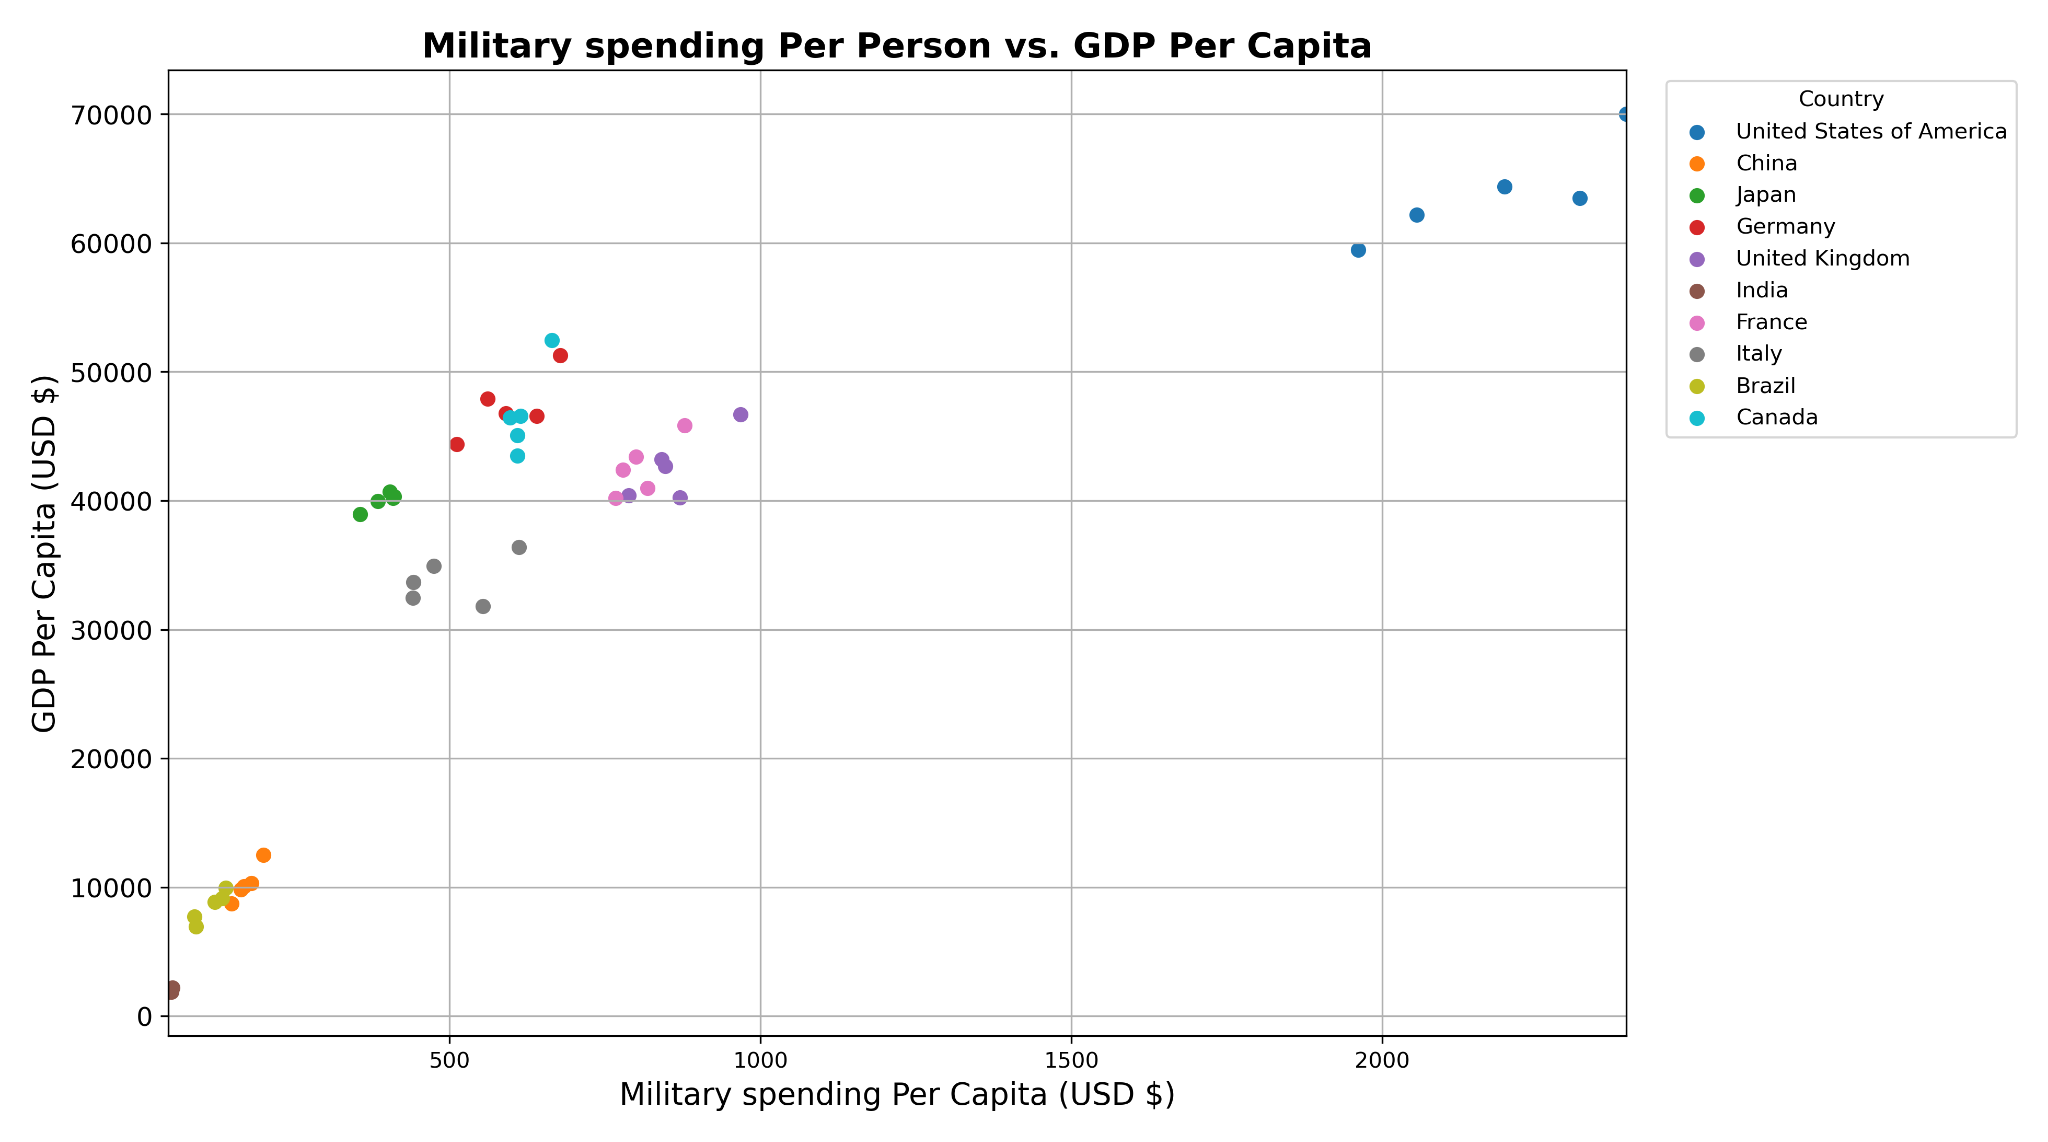 Military spending Per Person vs. GDP Per Capita
70000
60000
50000
40000
30000
20000
10000
0
GDP Per Capita (USD $)
500 1000 1500 2000
Military spending Per Capita (USD $)
Country
United States of America
China
Japan
Germany
United Kingdom
India
France
Italy
Brazil
Canada